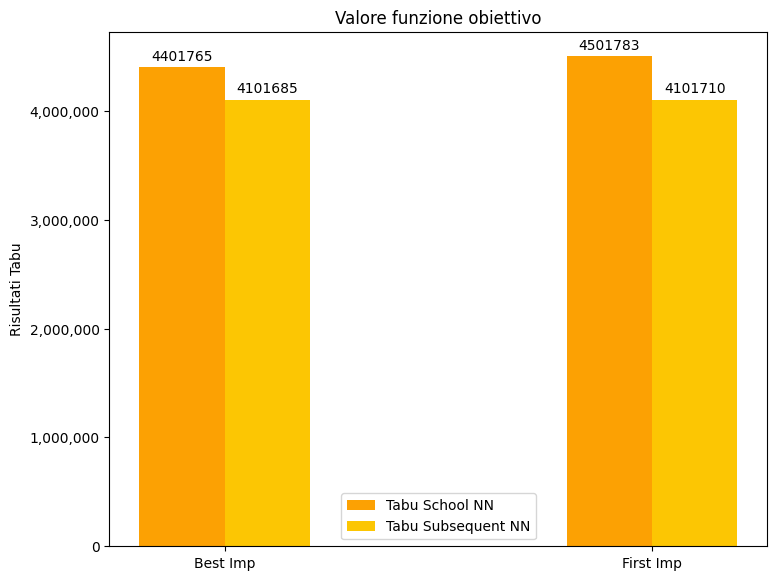 Valore funzione obiettivo
4401765
4501783
4101685
4101710
4,000,000
3,000,000
2,000,000
1,000,000
0
Risultati Tabu
Tabu School NN
Tabu Subsequent NN
Best Imp
First Imp